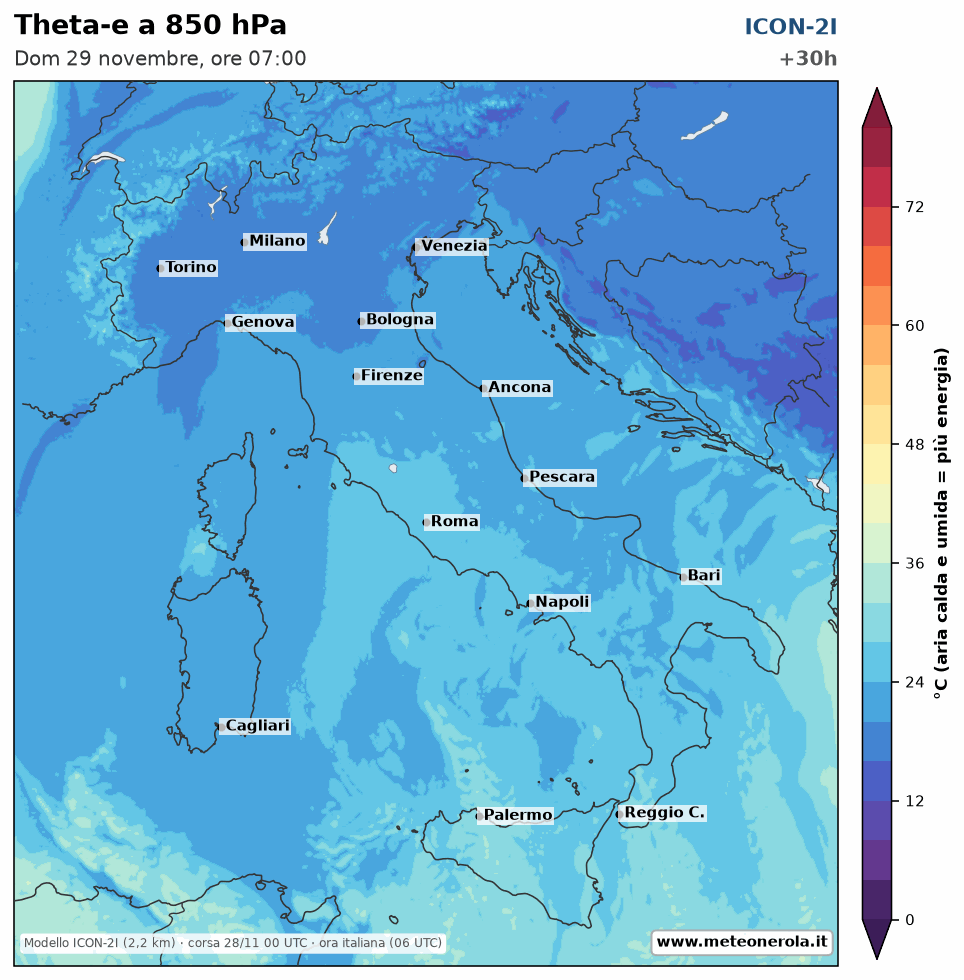 Theta-e a 850 hPa
ICON-2I
Dom 29 novembre, ore 07:00
+30h
Milano
Venezia
Torino
Genova
Bologna
Firenze
Ancona
Pescara
Roma
Bari
Napoli
Cagliari
Palermo
Reggio C.
72
60
48
36
24
12
0
°C (aria calda e umida = più energia)
Modello ICON-2I (2,2 km) · corsa 28/11 00 UTC · ora italiana (06 UTC)
www.meteonerola.it